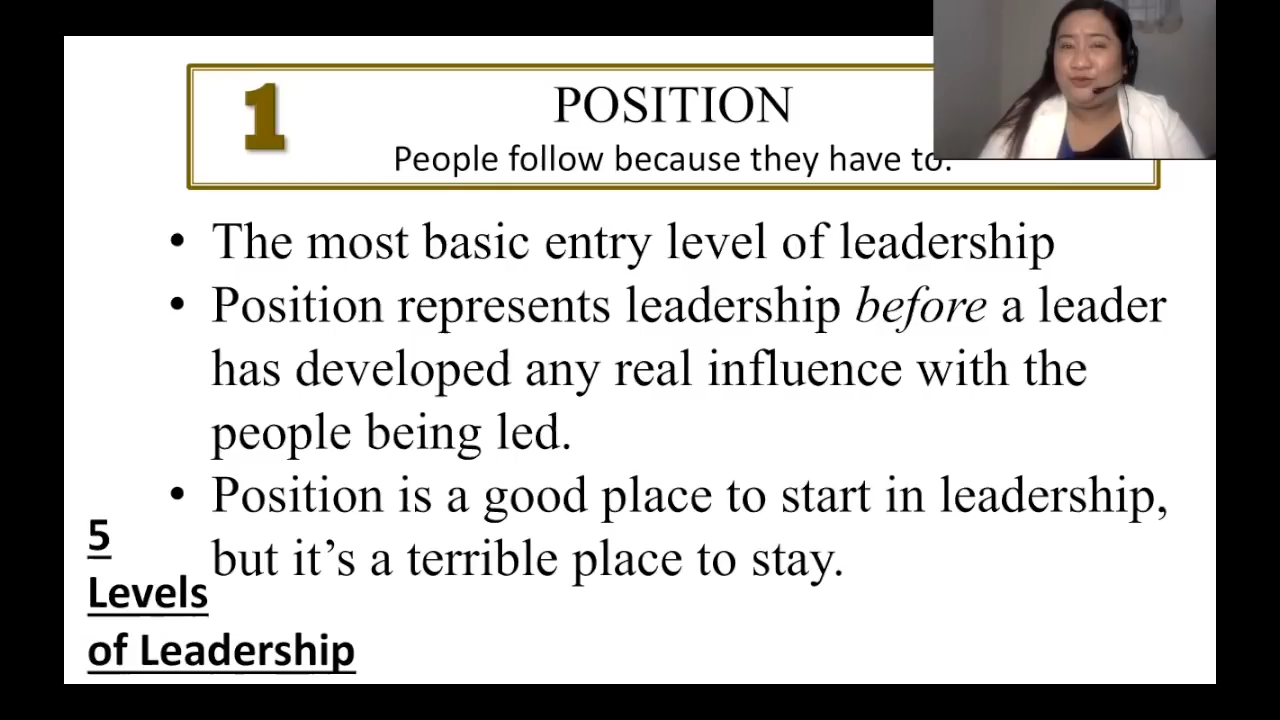 1
POSITION
People follow because they have to.
• The most basic entry level of leadership
• Position represents leadership before a leader
has developed any real influence with the
people being led.
• Position is a good place to start in leadership,
but it’s a terrible place to stay.
5
Levels
of Leadership